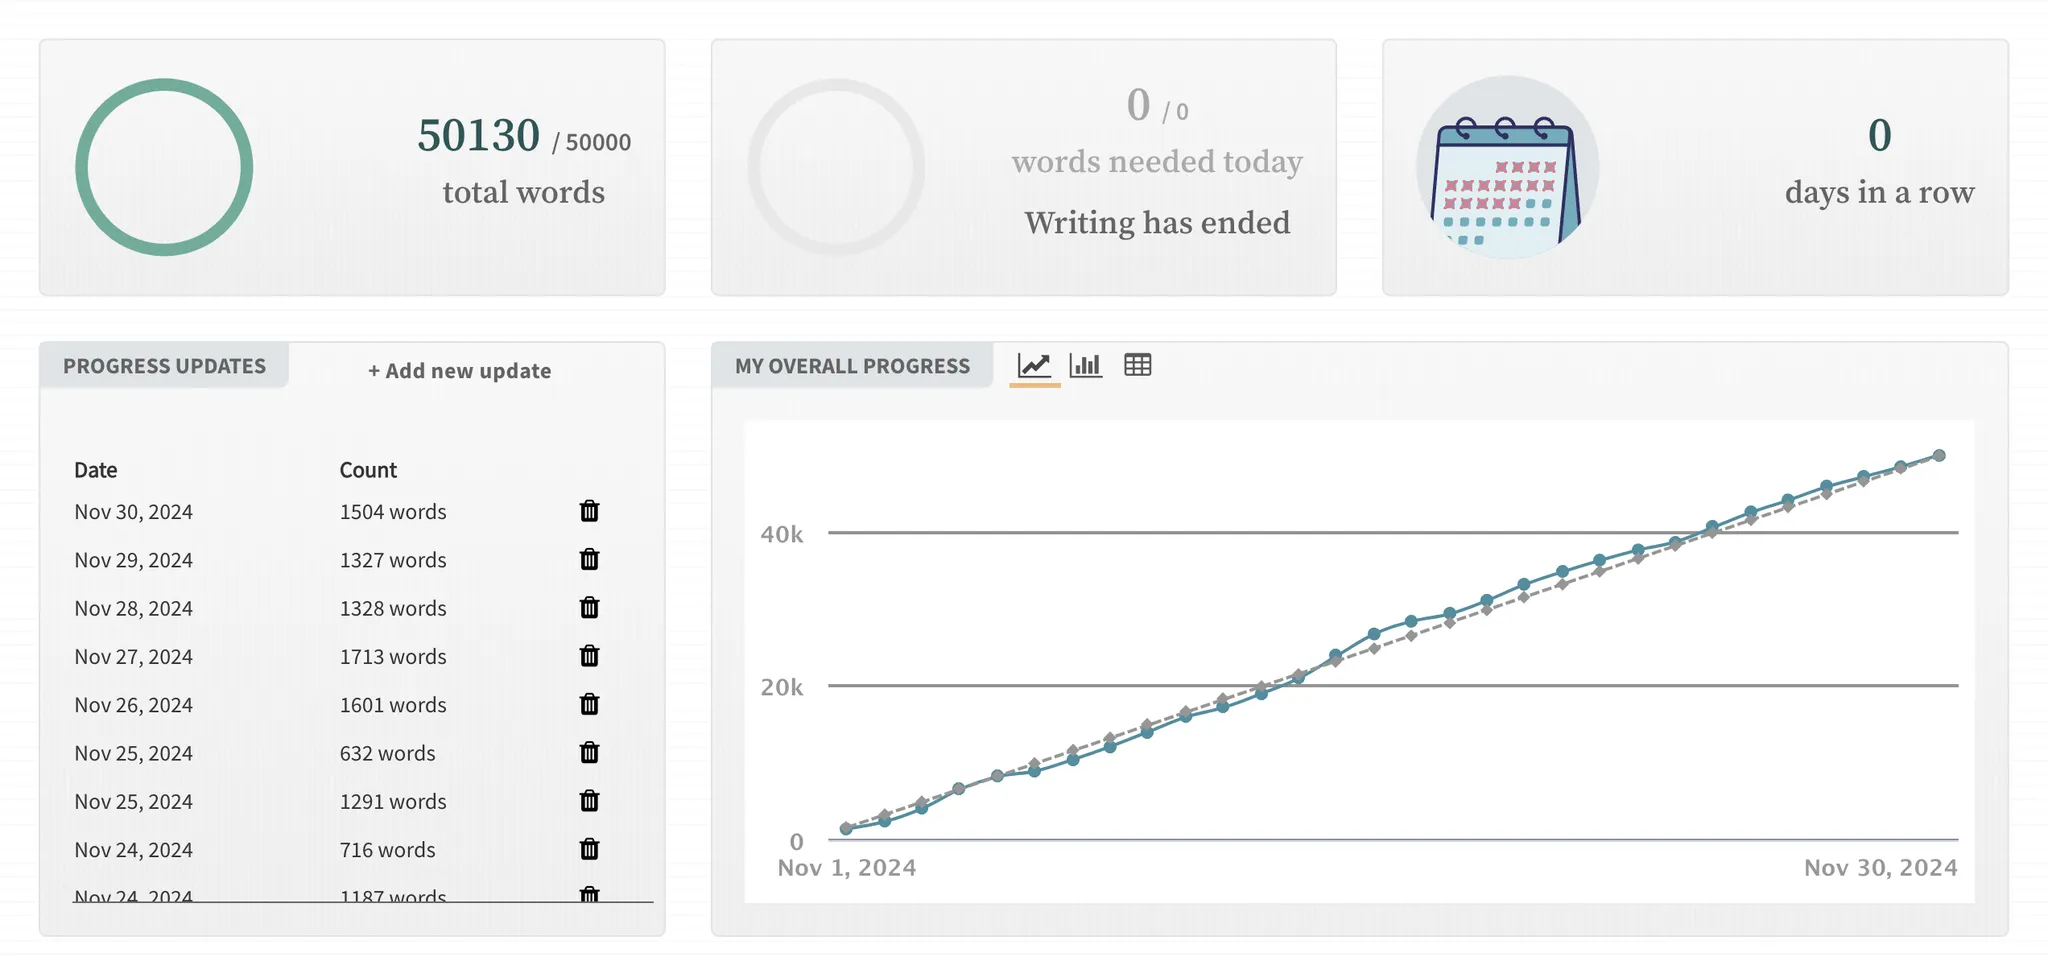 50130 / 50000
total words
0 / 0
words needed today
Writing has ended
0
days in a row
PROGRESS UPDATES
+ Add new update
Date Count
Nov 30, 2024 1504 words
Nov 29, 2024 1327 words
Nov 28, 2024 1328 words
Nov 27, 2024 1713 words
Nov 26, 2024 1601 words
Nov 25, 2024 632 words
Nov 25, 2024 1291 words
Nov 24, 2024 716 words
Nov 24, 2024 1187 words
MY OVERALL PROGRESS
40k
20k
0
Nov 1, 2024 Nov 30, 2024